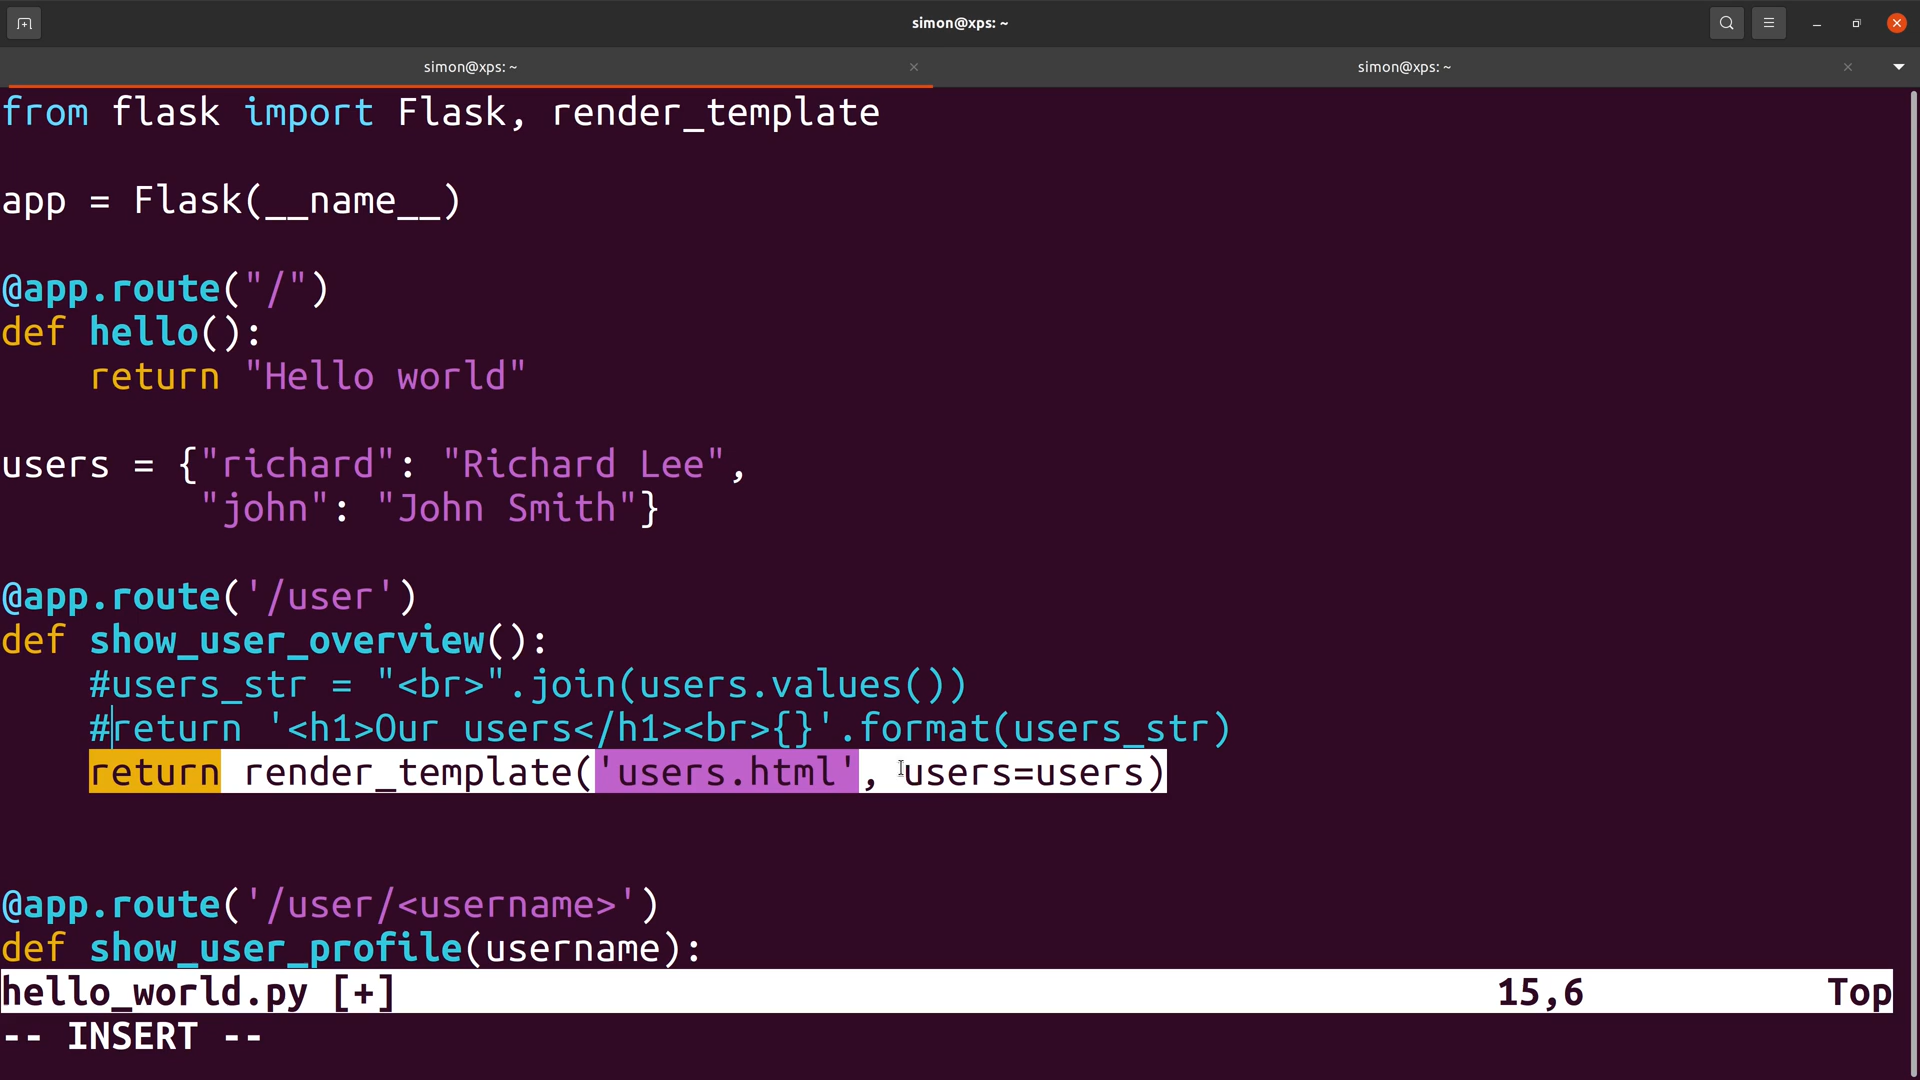 simon@xps: ~
simon@xps: ~
simon@xps: ~
from flask import Flask, render_template
app = Flask(__name__)
@app.route("/")
def hello():
    return "Hello world"
users = {"richard": "Richard Lee",
         "john": "John Smith"}
@app.route('/user')
def show_user_overview():
    #users_str = "<br>".join(users.values())
    #return '<h1>Our users</h1><br>{}'.format(users_str)
    return render_template('users.html', users=users)
@app.route('/user/<username>')
def show_user_profile(username):
hello_world.py [+] 15,6 Top
-- INSERT --